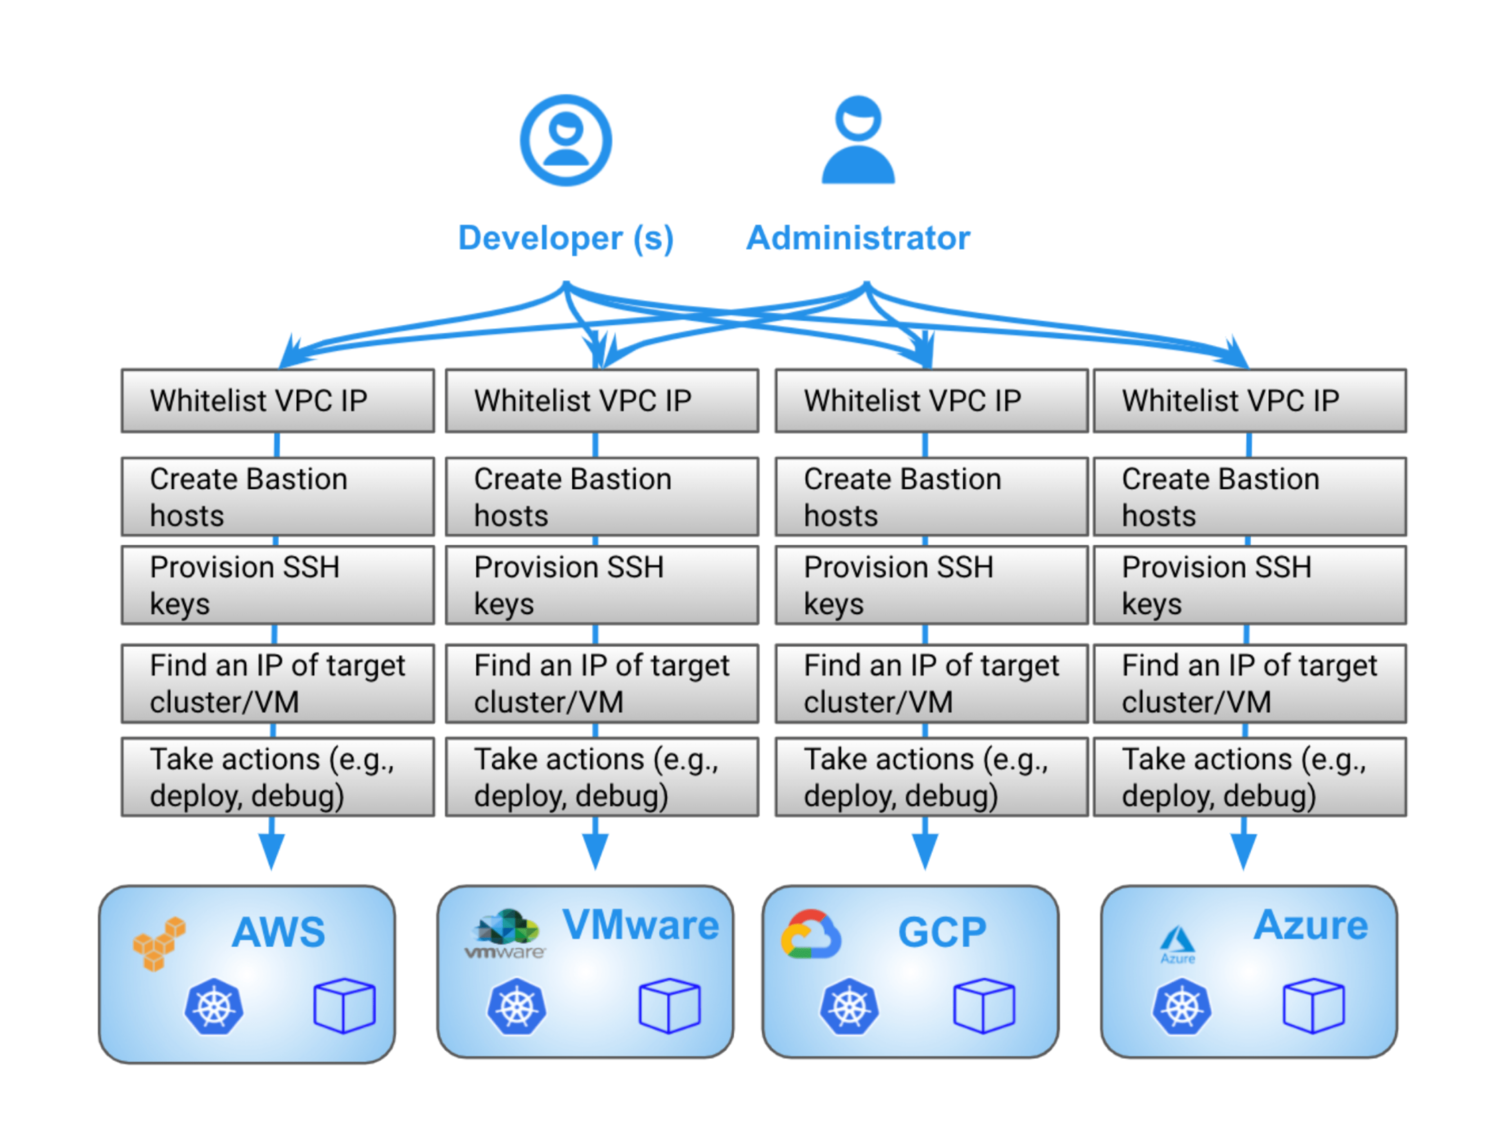 Developer (s)
Administrator
Whitelist VPC IP
Whitelist VPC IP
Whitelist VPC IP
Whitelist VPC IP
Create Bastion
hosts
Create Bastion
hosts
Create Bastion
hosts
Create Bastion
hosts
Provision SSH
keys
Provision SSH
keys
Provision SSH
keys
Provision SSH
keys
Find an IP of target
cluster/VM
Find an IP of target
cluster/VM
Find an IP of target
cluster/VM
Find an IP of target
cluster/VM
Take actions (e.g.,
deploy, debug)
Take actions (e.g.,
deploy, debug)
Take actions (e.g.,
deploy, debug)
Take actions (e.g.,
deploy, debug)
AWS
vmware
VMware
GCP
Azure
Azure